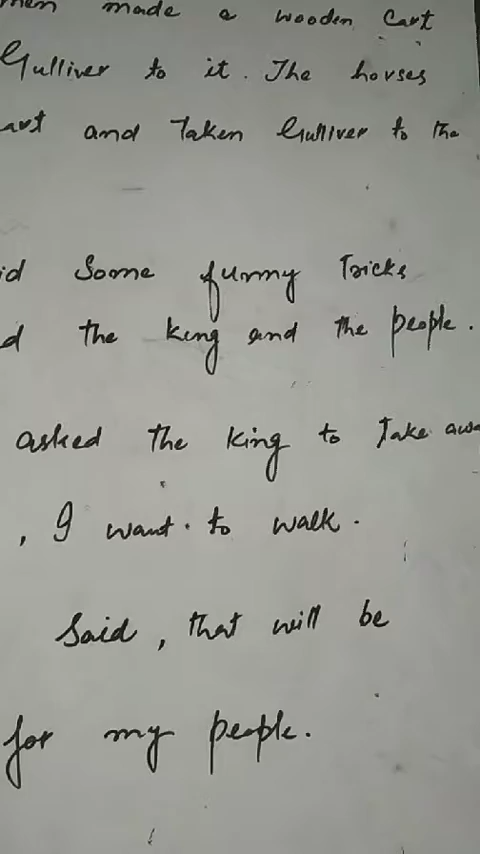 made a wooden Cart
Gulliver to it. The horses
and Taken Gulliver to the
Some funny Tricks
the king and the people.
asked the king to Take
, I want. to walk.
Said, that will be
for my people.